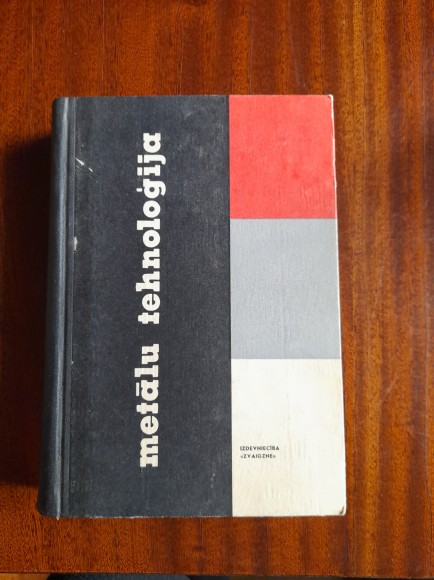 metālu tehnoloģija
IZDEVNIECĪBA
«ZVAIGZNE»